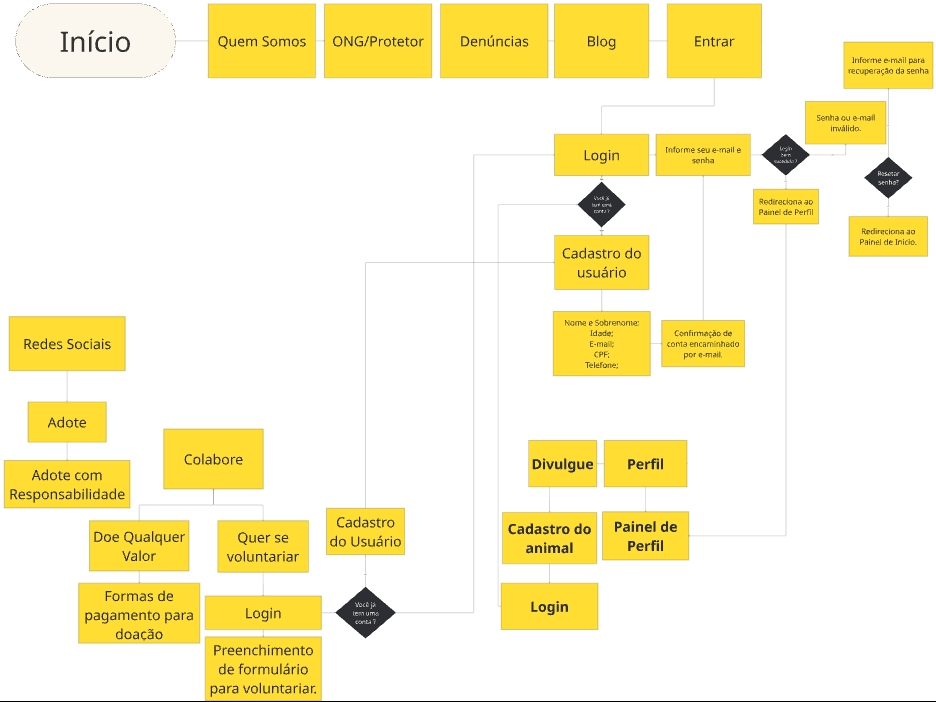 Início
Quem Somos
ONG/Protetor
Denúncias
Blog
Entrar
Informe e-mail para
recuperação da senha
Senha ou e-mail
inválido.
Login
Informe seu e-mail e
senha
Login
bem
sucedido?
Resetar
senha?
Você já
tem uma
conta?
Redireciona ao
Painel de Perfil
Redireciona ao
Painel de Início.
Cadastro do
usuário
Nome e Sobrenome:
Idade;
E-mail;
CPF;
Telefone;
Confirmação de
conta encaminhado
por e-mail.
Redes Sociais
Adote
Adote com
Responsabilidade
Colabore
Doe Qualquer
Valor
Quer se
voluntariar
Formas de
pagamento para
doação
Login
Preenchimento
de formulário
para voluntariar.
Cadastro
do Usuário
Você já
tem uma
conta ?
Divulgue
Perfil
Cadastro do
animal
Painel de
Perfil
Login